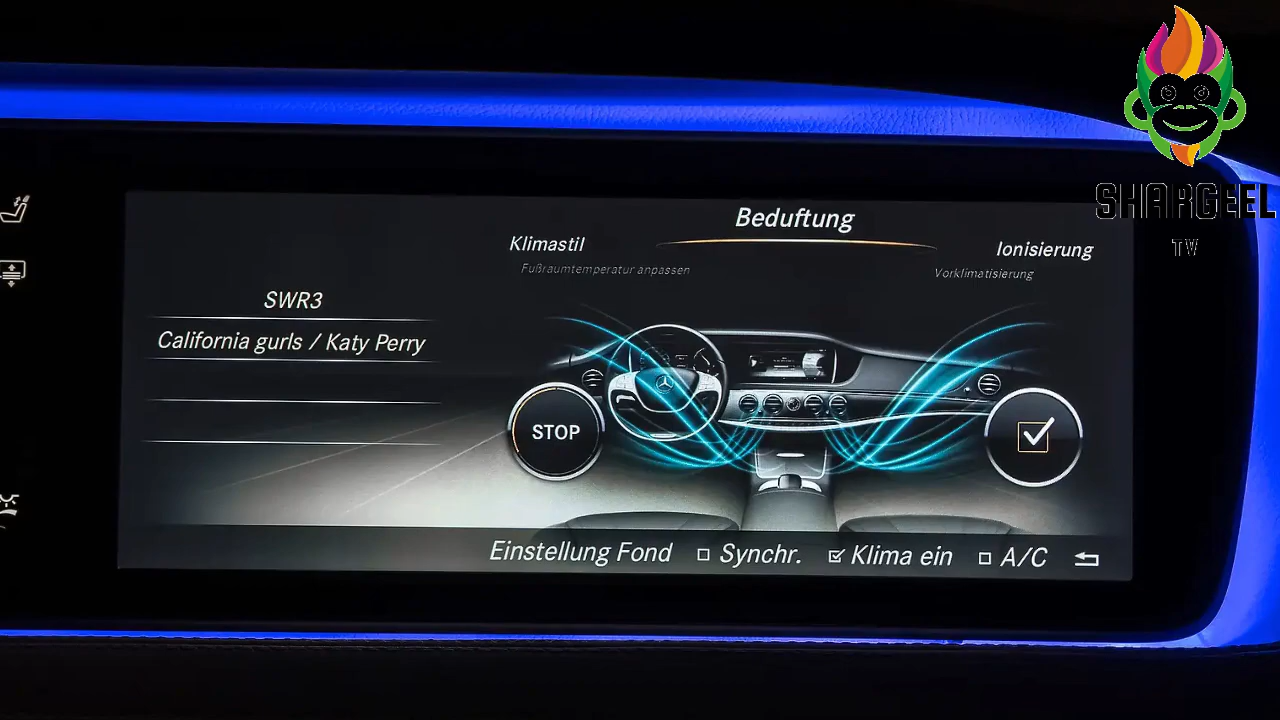 SHARGEEL
TV
Beduftung
Klimastil
Ionisierung
Fußraumtemperatur anpassen
Vorklimatisierung
SWR3
California gurls / Katy Perry
STOP
Einstellung Fond
Synchr.
Klima ein
A/C